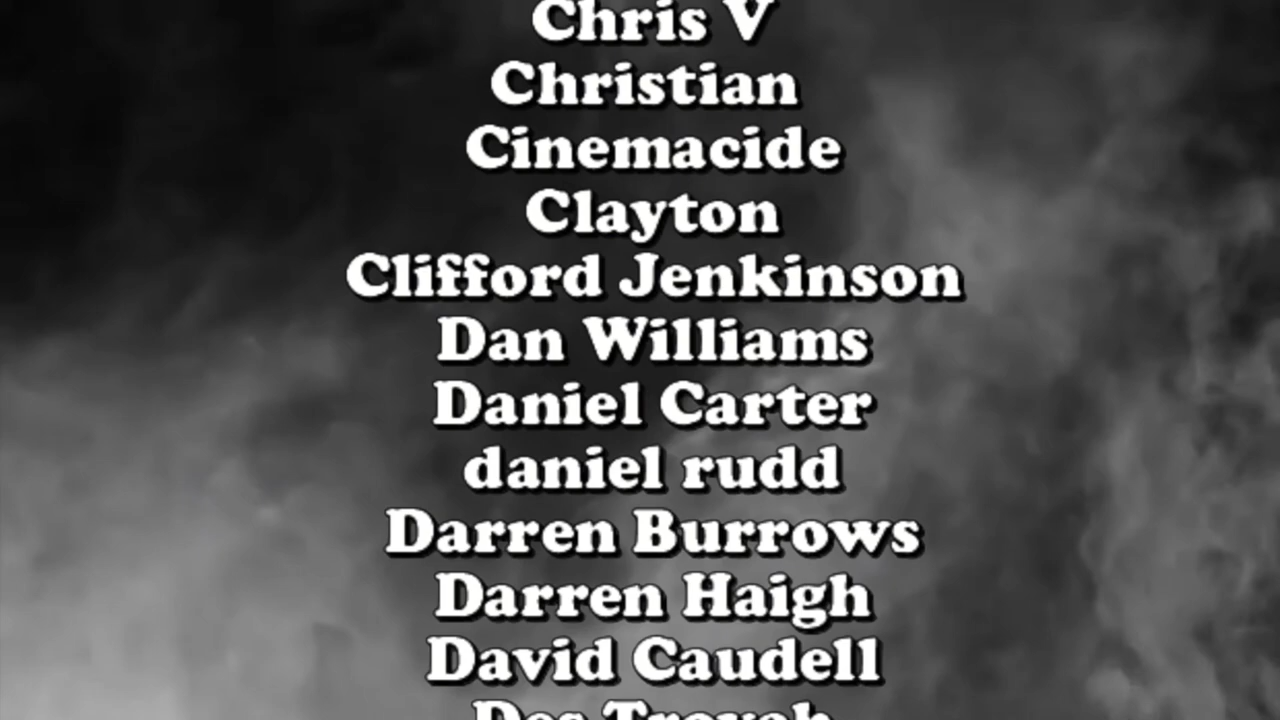 Chris V
Christian
Cinemacide
Clayton
Clifford Jenkinson
Dan Williams
Daniel Carter
daniel rudd
Darren Burrows
Darren Haigh
David Caudell